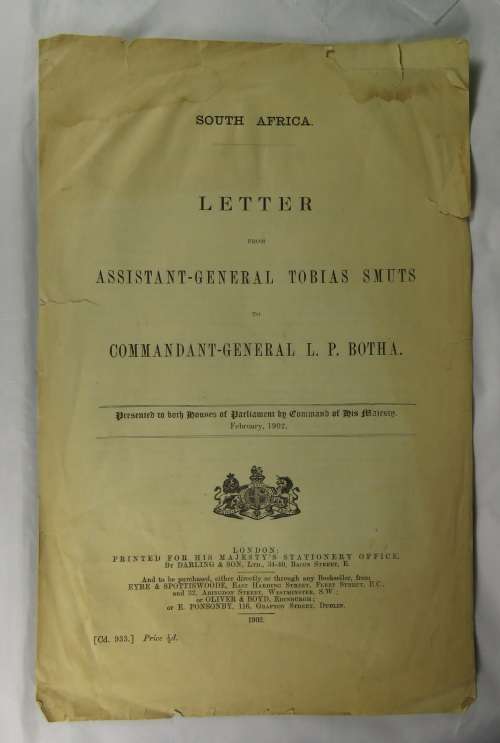 SOUTH AFRICA.
LETTER
FROM
ASSISTANT-GENERAL TOBIAS SMUTS
TO
COMMANDANT-GENERAL L. P. BOTHA.
Presented to both Houses of Parliament by Command of His Majesty.
February, 1902.
LONDON:
PRINTED FOR HIS MAJESTY'S STATIONERY OFFICE,
BY DARLING & SON, LTD., 34-40, BACON STREET, E.
And to be purchased, either directly or through any Bookseller, from
EYRE & SPOTTISWOODE, EAST HARDING STREET, FLEET STREET, E.C.,
and 32, ABINGDON STREET, WESTMINSTER, S.W.;
or OLIVER & BOYD, EDINBURGH;
or E. PONSONBY, 116, GRAFTON STREET, DUBLIN.
1902.
[Cd. 933.] Price ½d.